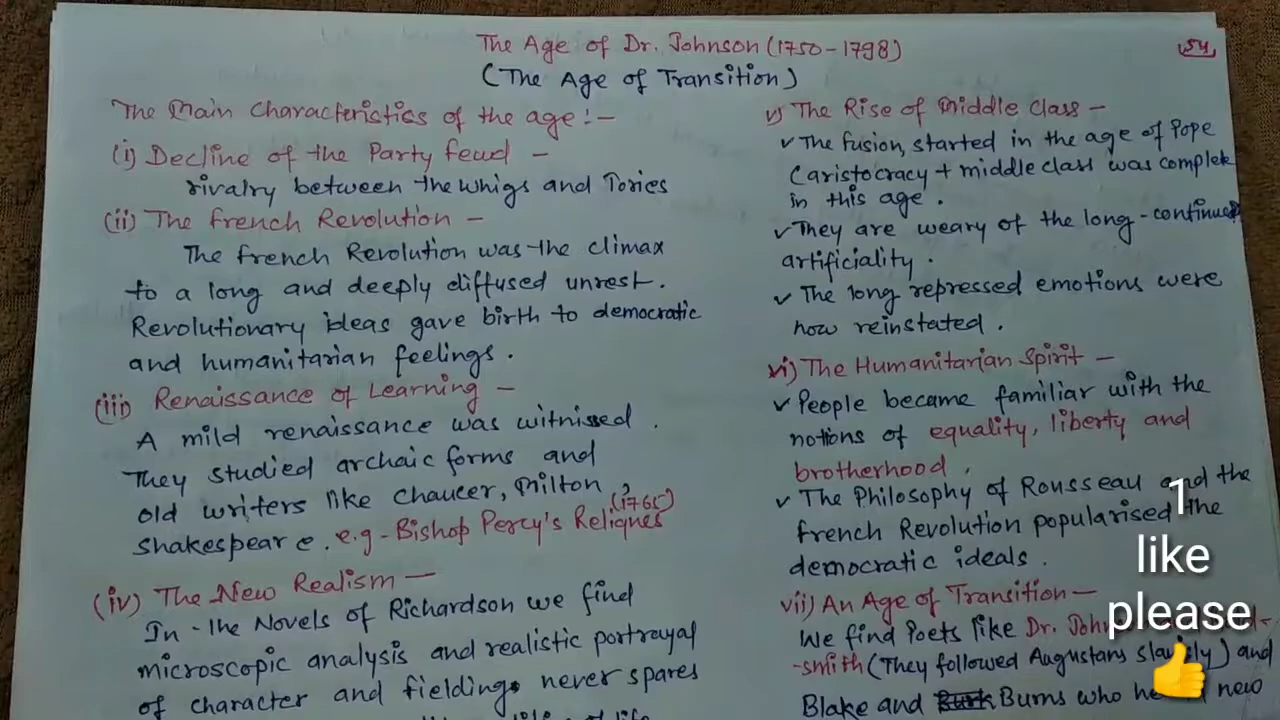 The Age of Dr. Johnson (1750-1798)
54
(The Age of Transition)
The Main Characteristics of the age :-
(i) Decline of the Party feud -
rivalry between the Whigs and Tories
(ii) The French Revolution -
The French Revolution was the climax
to a long and deeply diffused unrest.
Revolutionary ideas gave birth to democratic
and humanitarian feelings.
(iii) Renaissance of Learning -
A mild renaissance was witnissed.
They studied archaic forms and
old writers like Chaucer, Milton,
Shakespeare. e.g - Bishop Percy's Reliques (1765)
(iv) The New Realism -
In the Novels of Richardson we find
microscopic analysis and realistic portrayal
of character and fielding never spares
of life
v) The Rise of Middle Class -
✓ The fusion, started in the age of Pope
(aristocracy + middle class was complete
in this age.
✓ They are weary of the long-continued
artificiality.
✓ The long repressed emotions were
now reinstated.
vi) The Humanitarian Spirit -
✓ People became familiar with the
notions of equality, liberty and
brotherhood.
✓ The Philosophy of Rousseau and the
French Revolution popularised the
democratic ideals.
vii) An Age of Transition -
We find Poets like Dr.
-smith (They followed Augustans slavishly) and
Blake and Burns who new
1
like
please